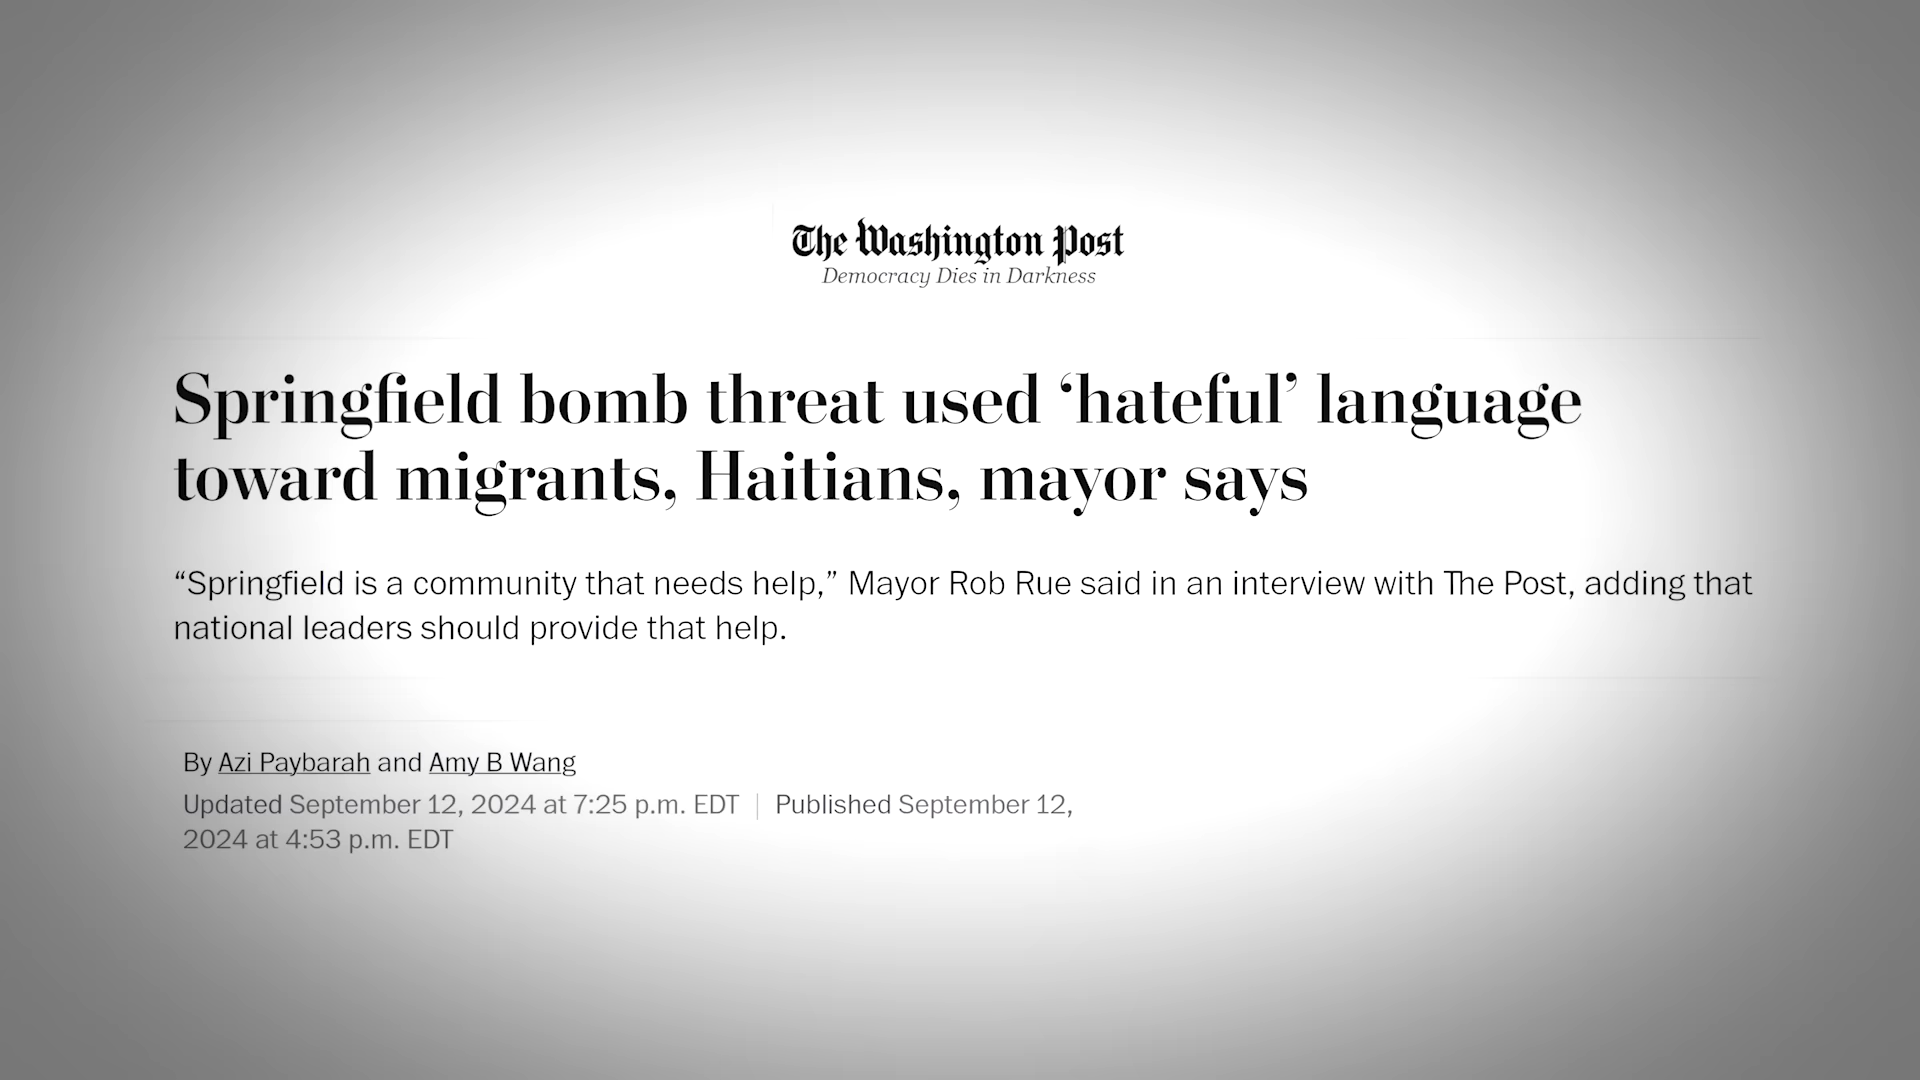 The Washington Post
Democracy Dies in Darkness
Springfield bomb threat used ‘hateful’ language
toward migrants, Haitians, mayor says
“Springfield is a community that needs help,” Mayor Rob Rue said in an interview with The Post, adding that
national leaders should provide that help.
By Azi Paybarah and Amy B Wang
Updated September 12, 2024 at 7:25 p.m. EDT | Published September 12,
2024 at 4:53 p.m. EDT